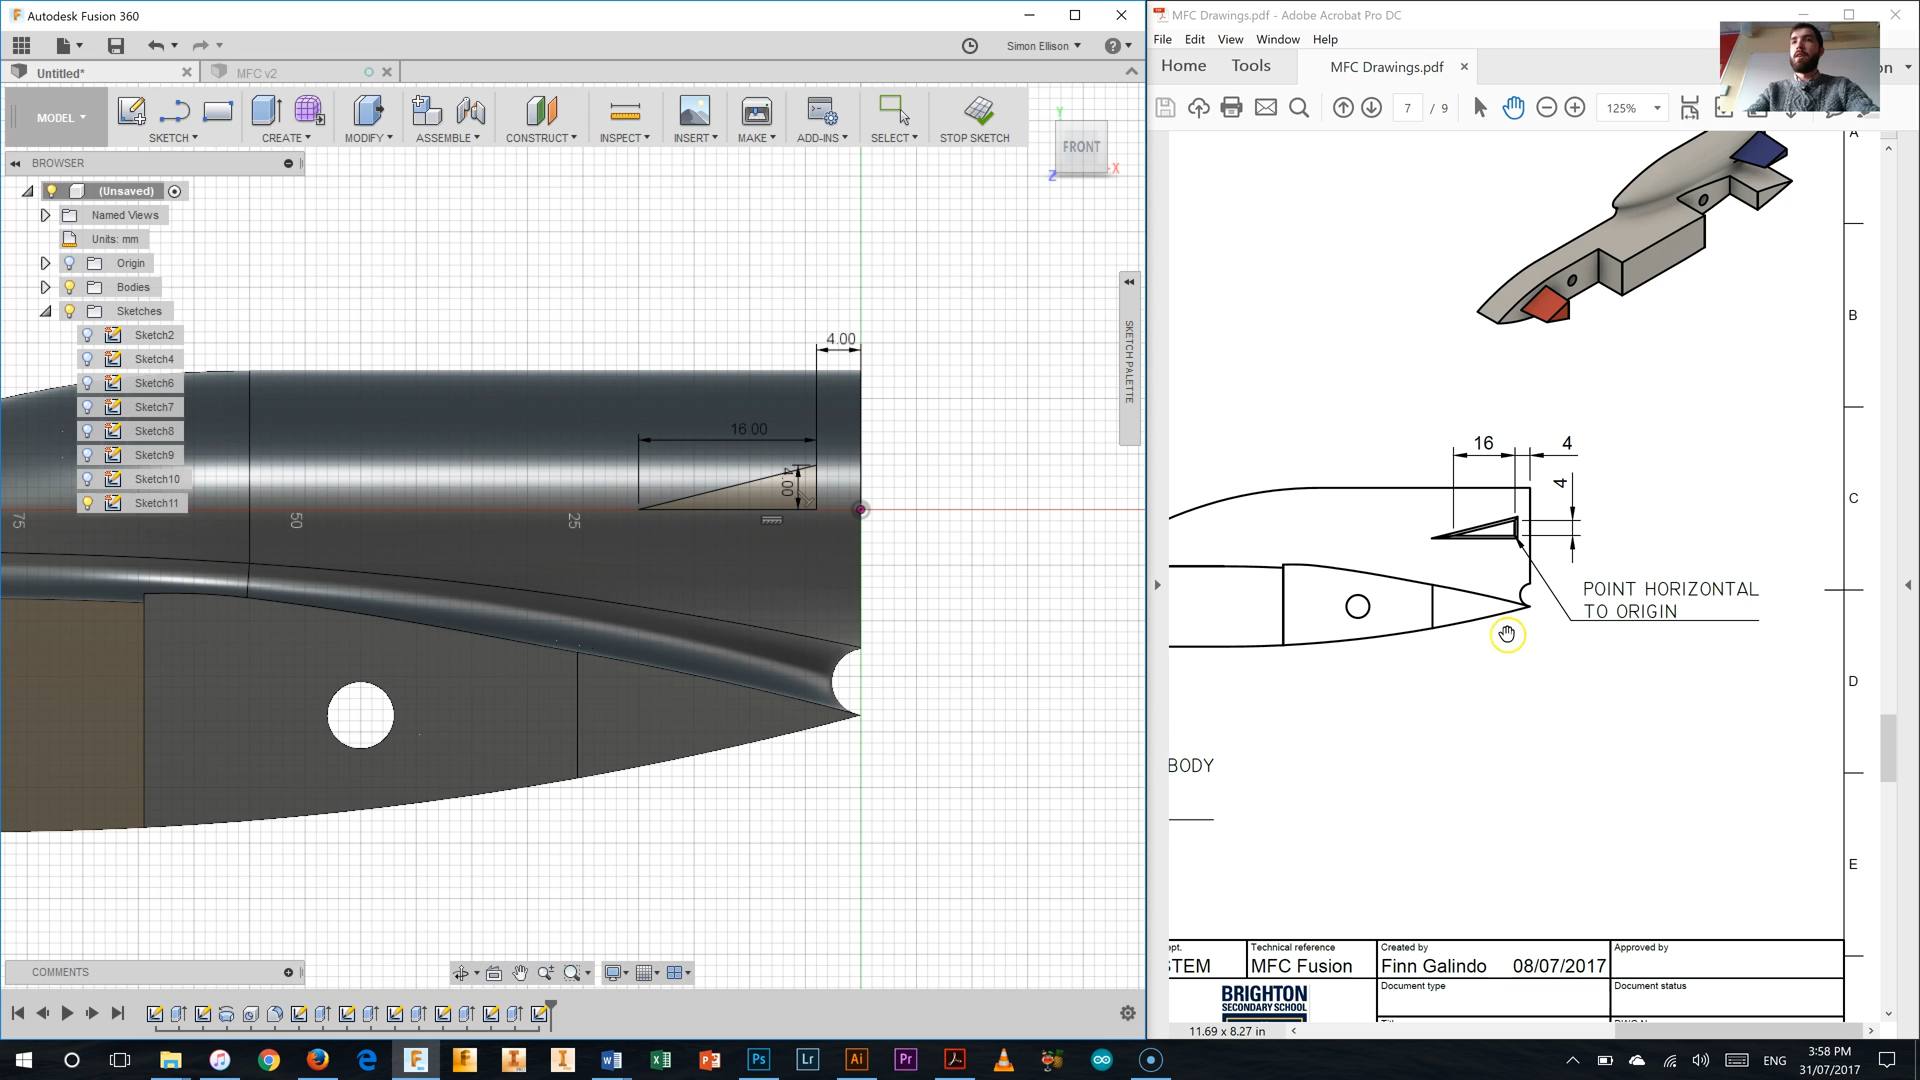 Autodesk Fusion 360
Simon Ellison
Untitled*
MFC v2
MODEL
SKETCH
CREATE
MODIFY
ASSEMBLE
CONSTRUCT
INSPECT
INSERT
MAKE
ADD-INS
SELECT
STOP SKETCH
BROWSER
(Unsaved)
Named Views
Units: mm
Origin
Bodies
Sketches
Sketch2
Sketch4
Sketch6
Sketch7
Sketch8
Sketch9
Sketch10
Sketch11
Y
FRONT
X
Z
SKETCH PALETTE
4.00
16.00
75
50
25
COMMENTS
MFC Drawings.pdf - Adobe Acrobat Pro DC
File Edit View Window Help
Home Tools MFC Drawings.pdf
7 / 9 125%
A
B
C
D
E
16 4
4
POINT HORIZONTAL
TO ORIGIN
BODY
Technical reference Created by Approved by
STEM MFC Fusion Finn Galindo 08/07/2017
Document type Document status
BRIGHTON
SECONDARY SCHOOL
11.69 x 8.27 in
ENG
3:58 PM
31/07/2017